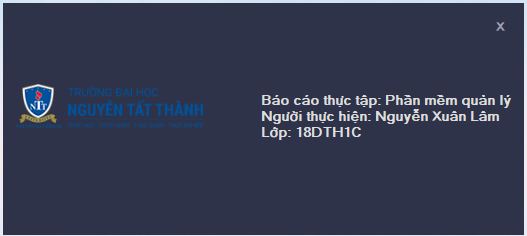 x
TRƯỜNG ĐẠI HỌC
NGUYỄN TẤT THÀNH
NTT
Báo cáo thực tập: Phần mềm quản lý
Người thực hiện: Nguyễn Xuân Lâm
Lớp: 18DTH1C